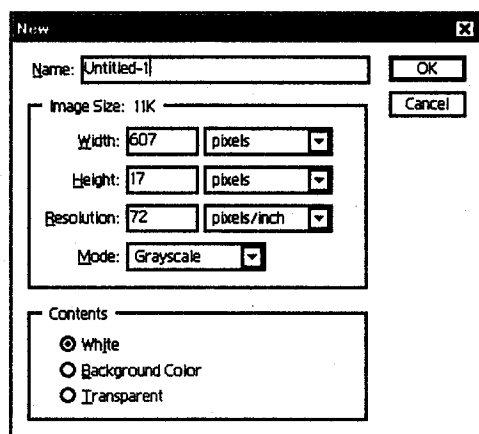 New
Name: Untitled-1
OK
Cancel
Image Size: 11K
Width: 607 pixels
Height: 17 pixels
Resolution: 72 pixels/inch
Mode: Grayscale
Contents
White
Background Color
Transparent